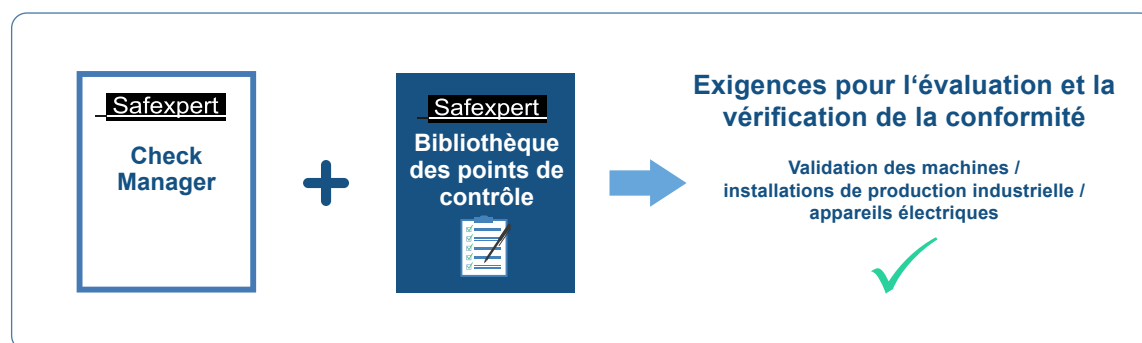 Safexpert
Check
Manager
Safexpert
Bibliothèque
des points de
contrôle
Exigences pour l‘évaluation et la
vérification de la conformité
Validation des machines /
installations de production industrielle /
appareils électriques